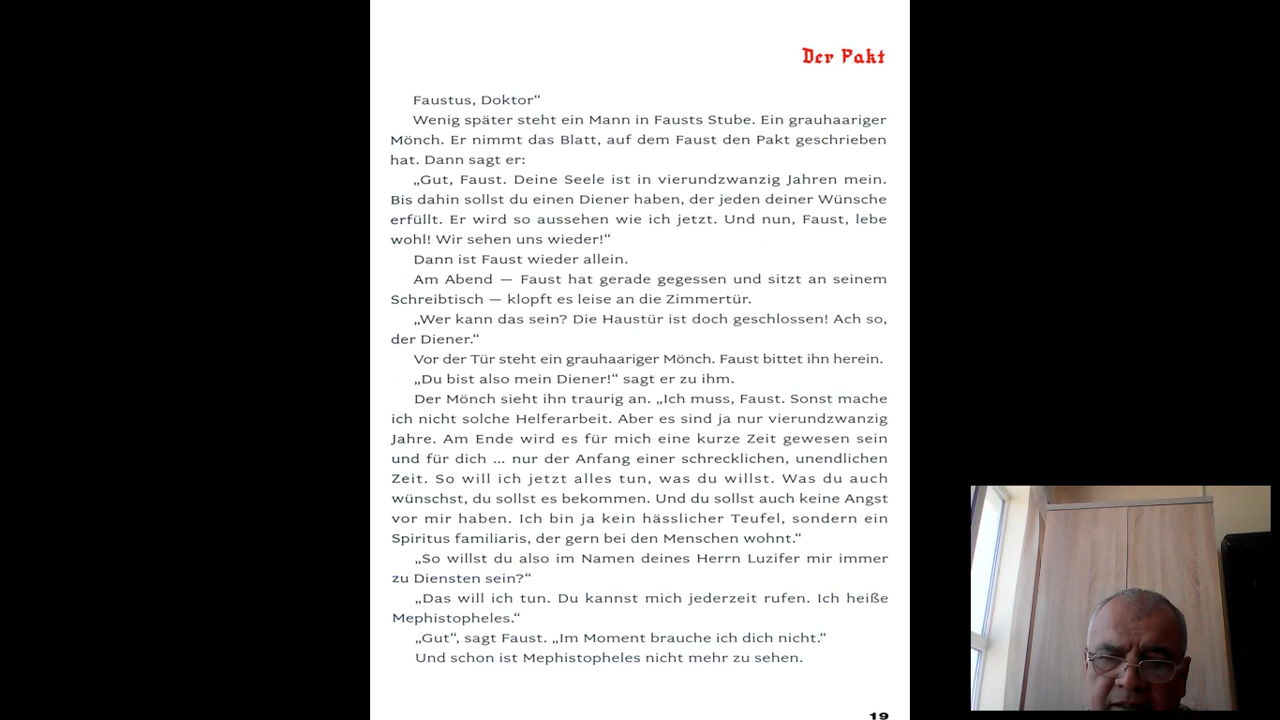 Der Pakt
Faustus, Doktor“
Wenig später steht ein Mann in Fausts Stube. Ein grauhaariger
Mönch. Er nimmt das Blatt, auf dem Faust den Pakt geschrieben
hat. Dann sagt er:
„Gut, Faust. Deine Seele ist in vierundzwanzig Jahren mein.
Bis dahin sollst du einen Diener haben, der jeden deiner Wünsche
erfüllt. Er wird so aussehen wie ich jetzt. Und nun, Faust, lebe
wohl! Wir sehen uns wieder!“
Dann ist Faust wieder allein.
Am Abend — Faust hat gerade gegessen und sitzt an seinem
Schreibtisch — klopft es leise an die Zimmertür.
„Wer kann das sein? Die Haustür ist doch geschlossen! Ach so,
der Diener.“
Vor der Tür steht ein grauhaariger Mönch. Faust bittet ihn herein.
„Du bist also mein Diener!“ sagt er zu ihm.
Der Mönch sieht ihn traurig an. „Ich muss, Faust. Sonst mache
ich nicht solche Helferarbeit. Aber es sind ja nur vierundzwanzig
Jahre. Am Ende wird es für mich eine kurze Zeit gewesen sein
und für dich ... nur der Anfang einer schrecklichen, unendlichen
Zeit. So will ich jetzt alles tun, was du willst. Was du auch
wünschst, du sollst es bekommen. Und du sollst auch keine Angst
vor mir haben. Ich bin ja kein hässlicher Teufel, sondern ein
Spiritus familiaris, der gern bei den Menschen wohnt.“
„So willst du also im Namen deines Herrn Luzifer mir immer
zu Diensten sein?“
„Das will ich tun. Du kannst mich jederzeit rufen. Ich heiße
Mephistopheles.“
„Gut“, sagt Faust. „Im Moment brauche ich dich nicht.“
Und schon ist Mephistopheles nicht mehr zu sehen.
19